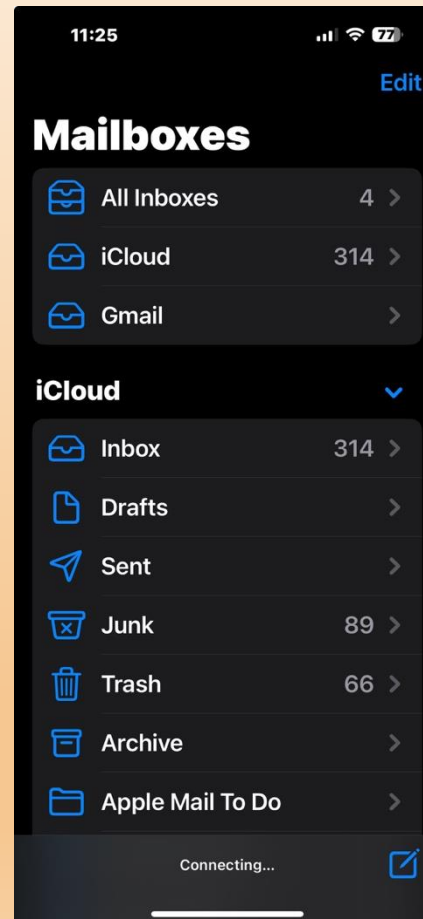 11:25 77
Edit
Mailboxes
All Inboxes 4
iCloud 314
Gmail
iCloud
Inbox 314
Drafts
Sent
Junk 89
Trash 66
Archive
Apple Mail To Do
Connecting...